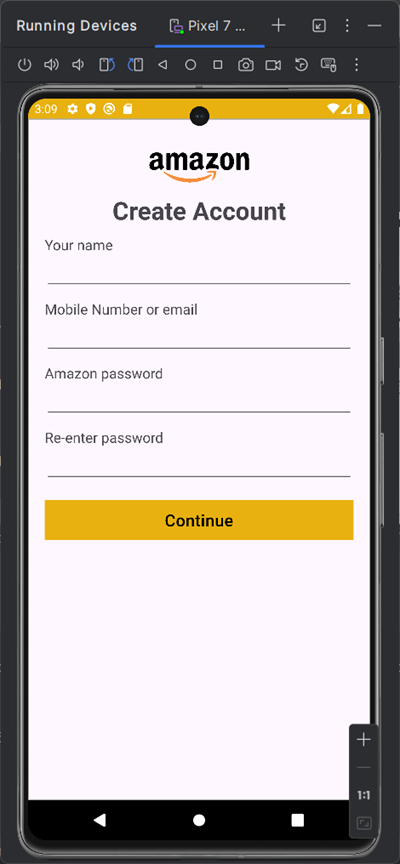 Running Devices
Pixel 7 ...
3:09
amazon
Create Account
Your name
Mobile Number or email
Amazon password
Re-enter password
Continue
1:1